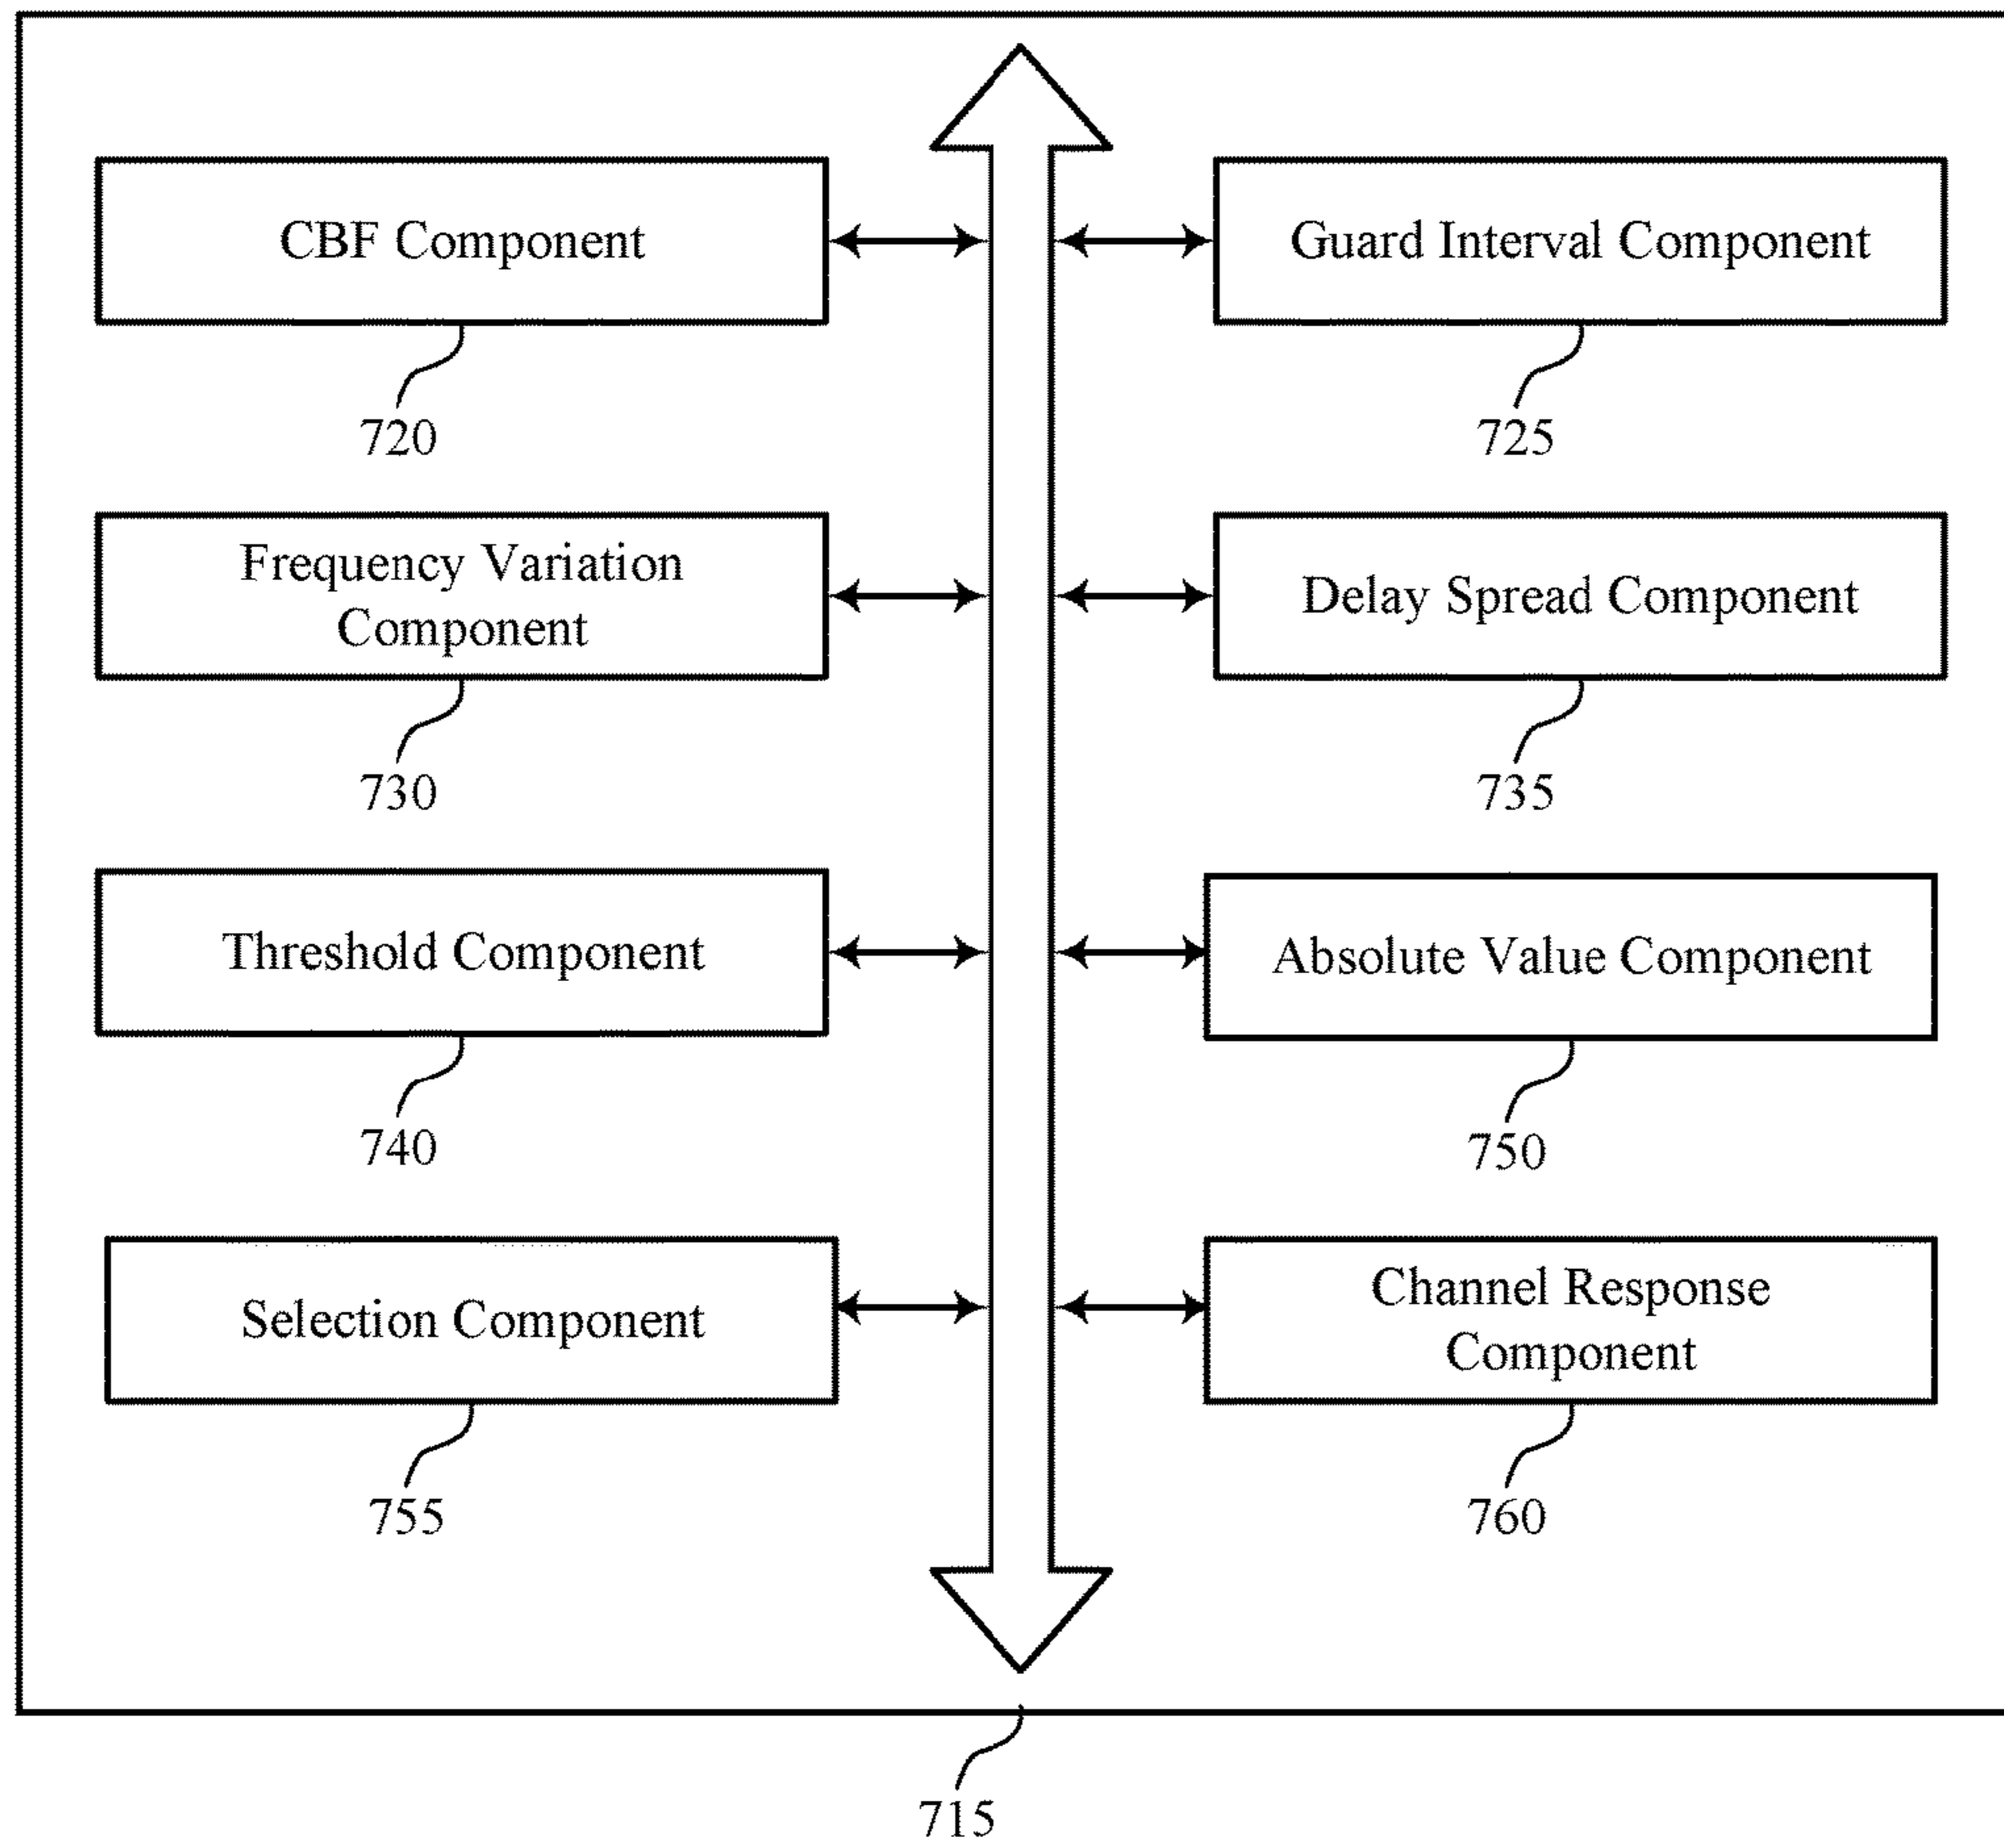 CBF Component
Guard Interval Component
720
725
Frequency Variation
Component
Delay Spread Component
730
735
Threshold Component
Absolute Value Component
740
750
Selection Component
Channel Response
Component
755
760
715